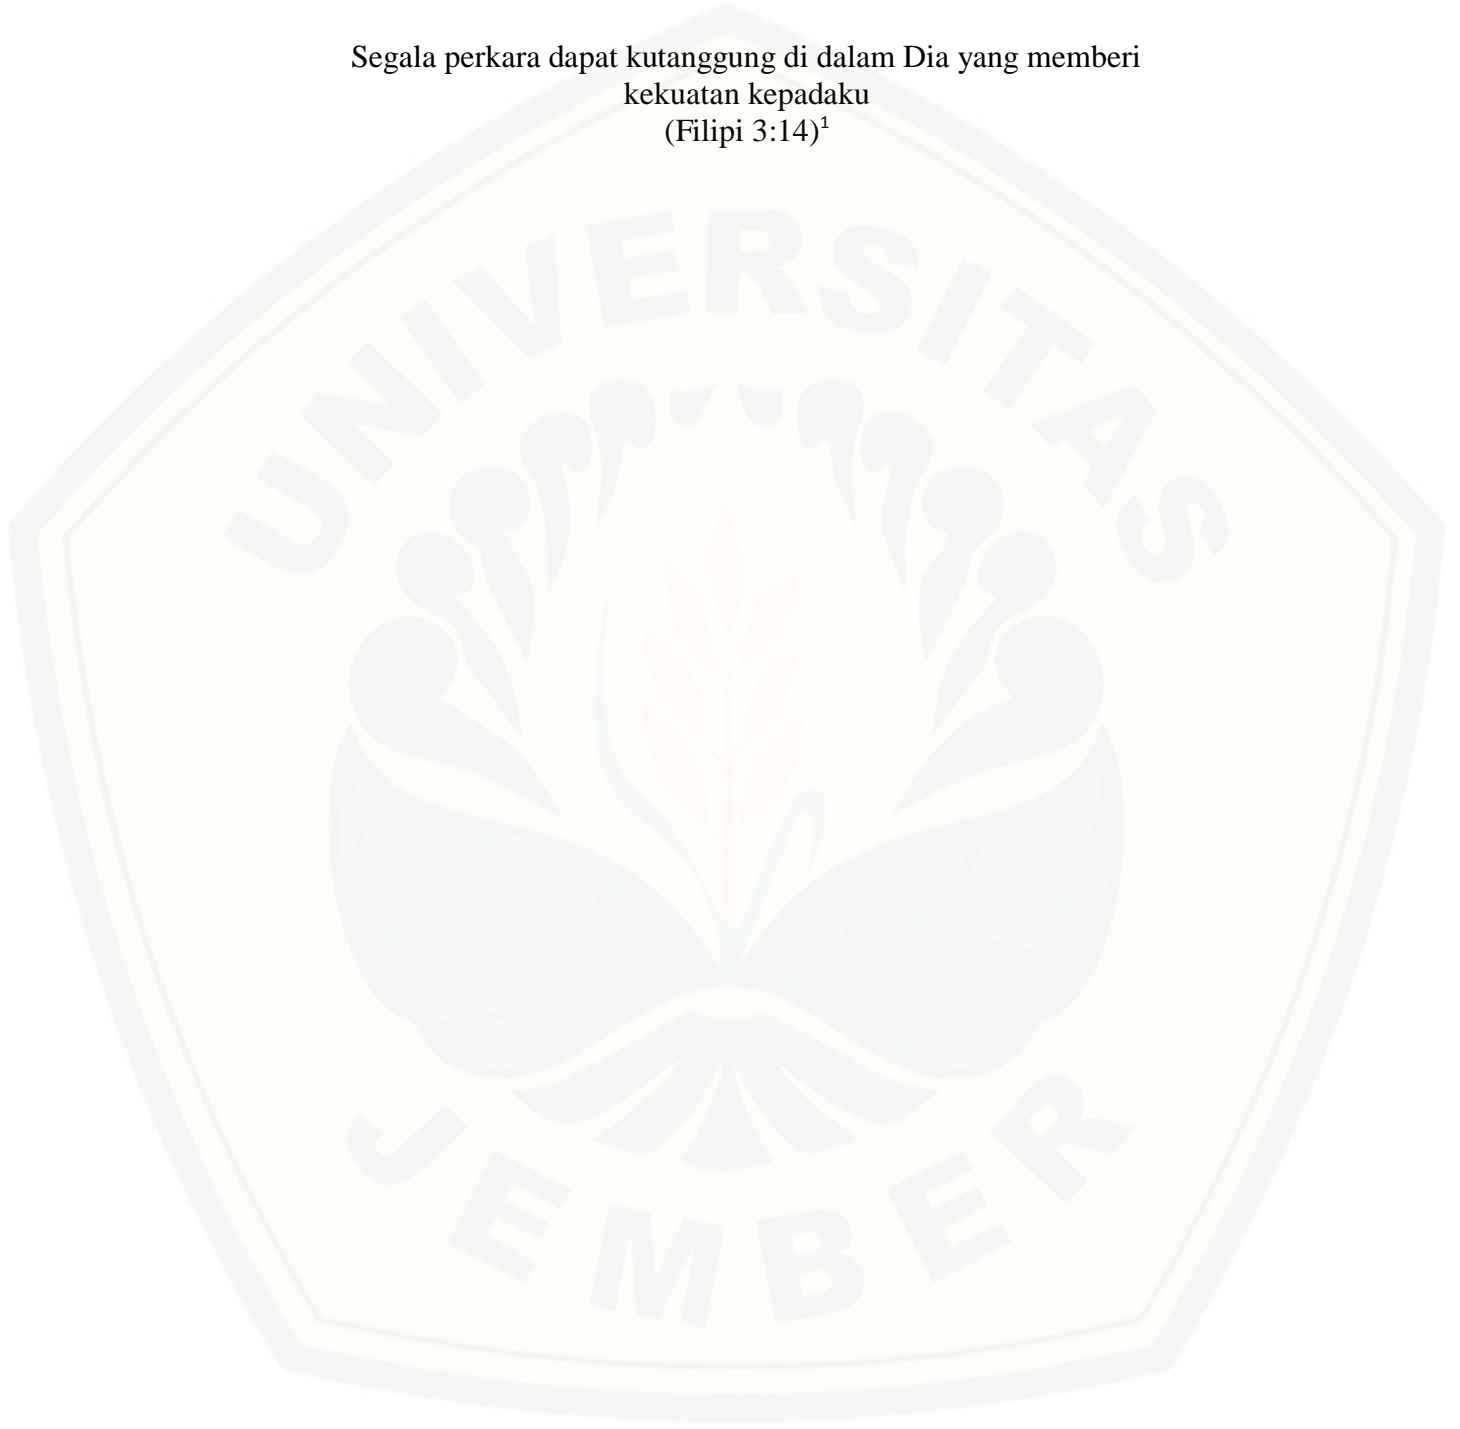 Segala perkara dapat kutanggung di dalam Dia yang memberi
kekuatan kepadaku
(Filipi 3:14)¹
UNIVERSITAS
JEMBER